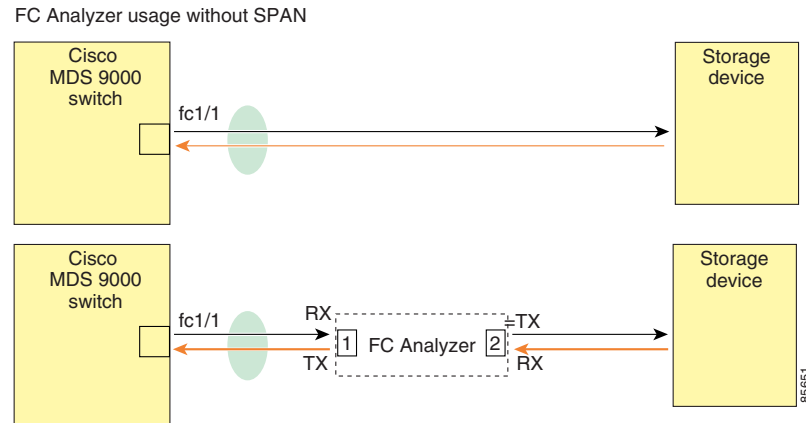 FC Analyzer usage without SPAN
Cisco
MDS 9000
switch
Storage
device
fc1/1
Cisco
MDS 9000
switch
Storage
device
fc1/1
RX
=TX
1
FC Analyzer
2
TX
RX
85651